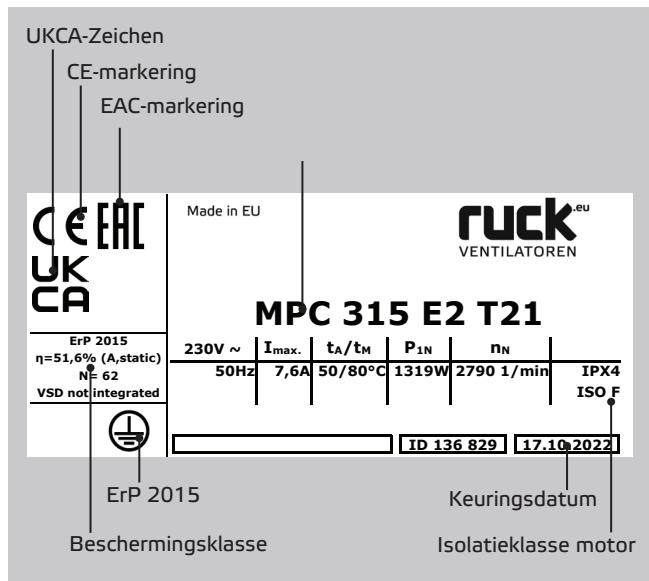 UKCA-Zeichen
CE-markering
EAC-markering
CE EAC
Made in EU
ruck.eu
VENTILATOREN
UK
CA
MPC 315 E2 T21
ErP 2015
η=51,6% (A,static)
N= 62
VSD not integrated
230V ~ Imax. tA/tM P1N nN
50Hz 7,6A 50/80°C 1319W 2790 1/min IPX4
ISO F
ID 136 829 17.10.2022
ErP 2015
Keuringsdatum
Beschermingsklasse
Isolatieklasse motor